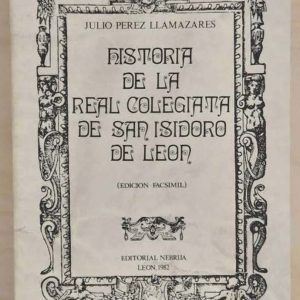 JULIO PEREZ LLAMAZARES
HISTORIA
DE LA
REAL COLEGIATA
DE SAN ISIDORO
DE LEON
(EDICION FACSIMIL)
EDITORIAL NEBRIJA
LEON, 1982